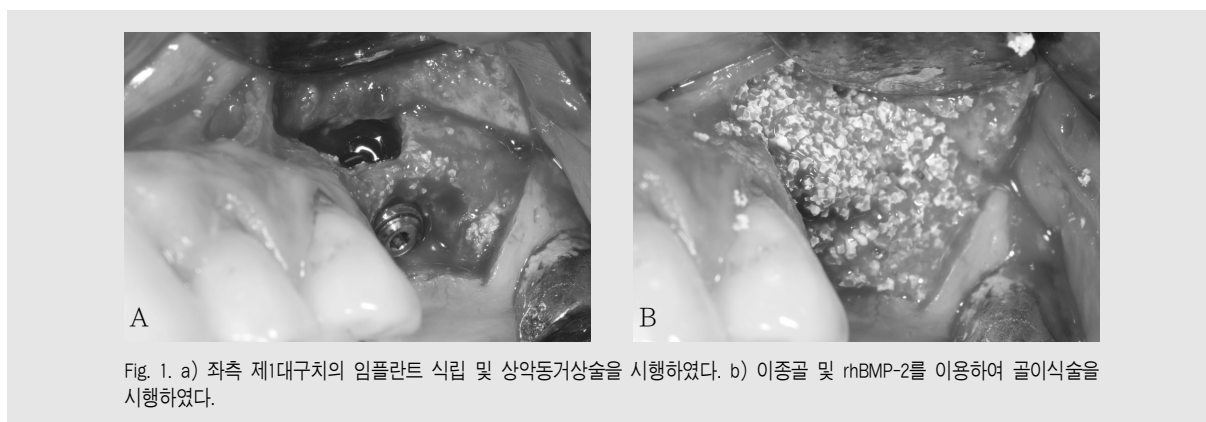 A
B
Fig. 1. a) 좌측 제1대구치의 임플란트 식립 및 상악동거상술을 시행하였다. b) 이종골 및 rhBMP-2를 이용하여 골이식술을
시행하였다.